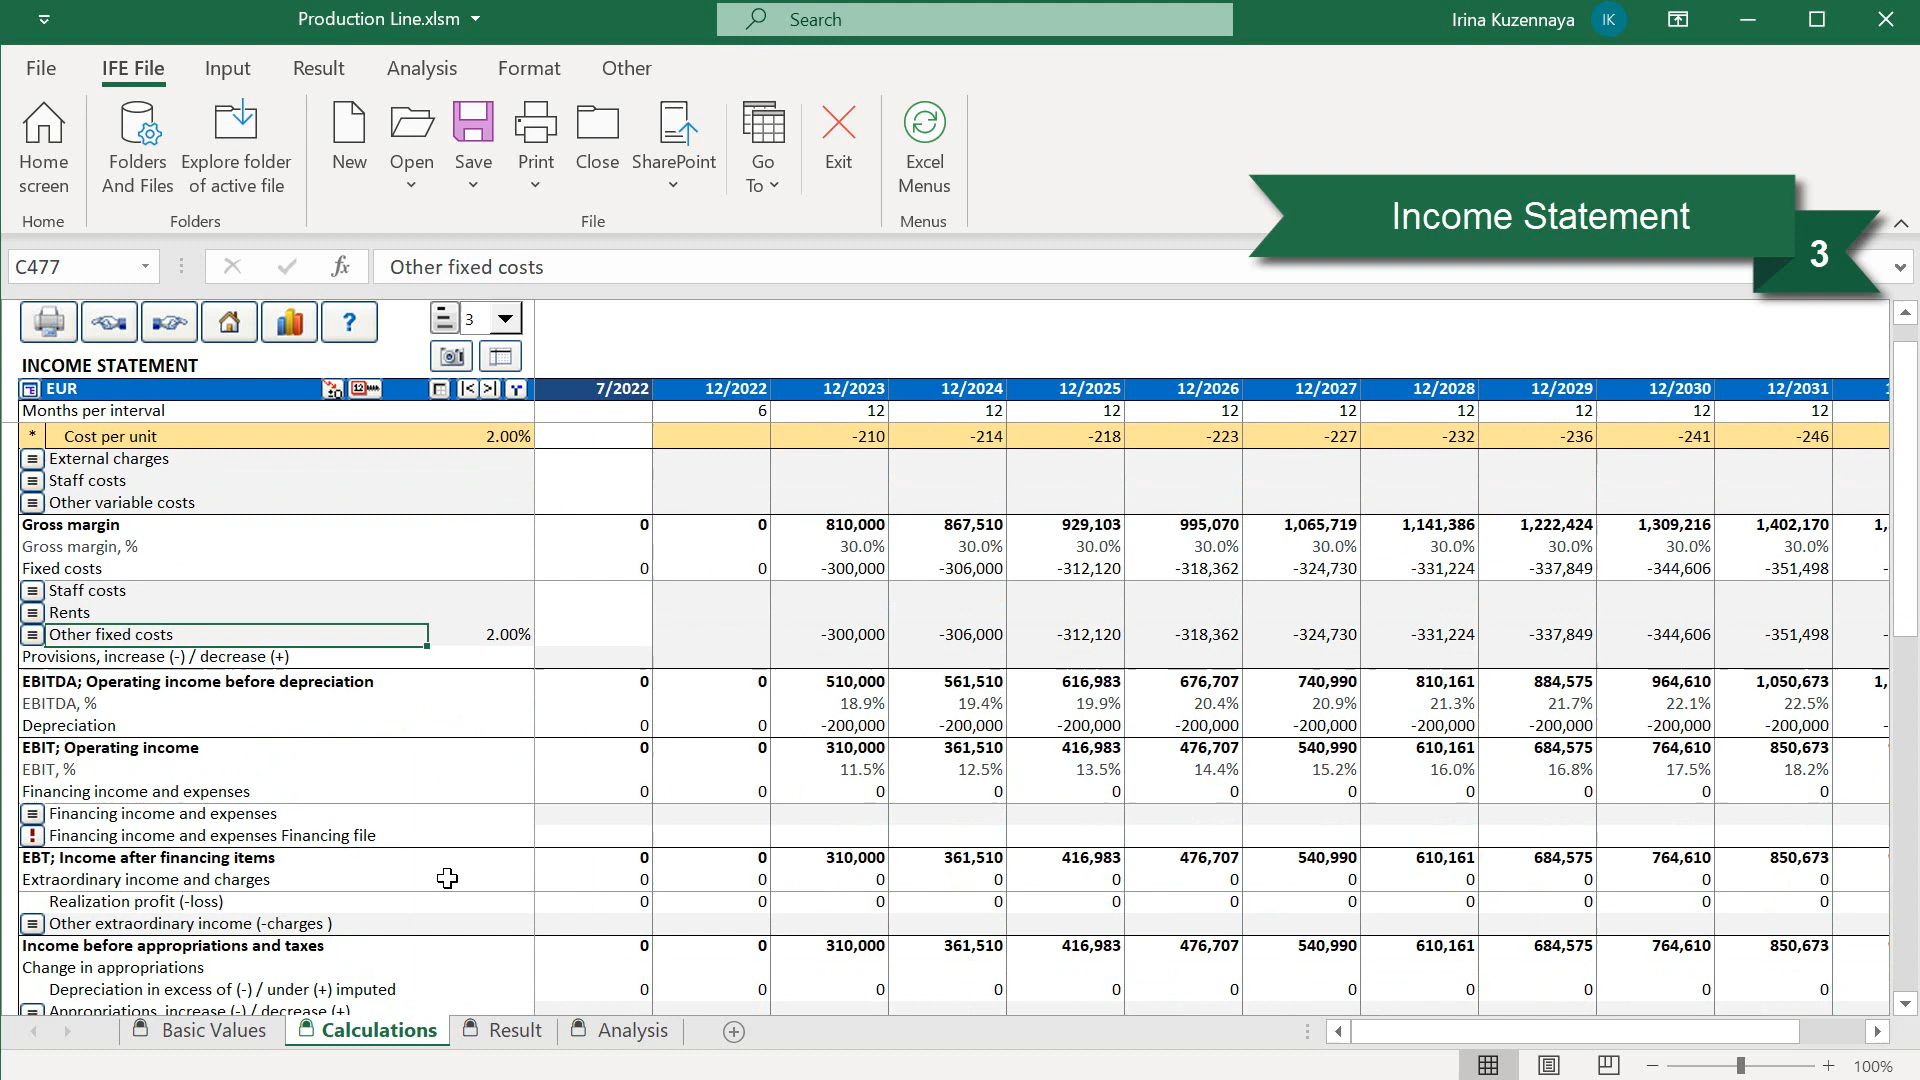 Production Line.xlsm
Search
Irina Kuzennaya IK
File IFE File Input Result Analysis Format Other
Home screen
Folders And Files
Explore folder of active file
New
Open
Save
Print
Close
SharePoint
Go To
Exit
Excel Menus
Home Folders File Menus
Income Statement
3
C477 fx Other fixed costs
? 3
INCOME STATEMENT
EUR 7/2022 12/2022 12/2023 12/2024 12/2025 12/2026 12/2027 12/2028 12/2029 12/2030 12/2031
Months per interval 6 12 12 12 12 12 12 12 12 12
* Cost per unit 2.00% -210 -214 -218 -223 -227 -232 -236 -241 -246
External charges
Staff costs
Other variable costs
Gross margin 0 0 810,000 867,510 929,103 995,070 1,065,719 1,141,386 1,222,424 1,309,216 1,402,170 1,
Gross margin, % 30.0% 30.0% 30.0% 30.0% 30.0% 30.0% 30.0% 30.0% 30.0%
Fixed costs 0 0 -300,000 -306,000 -312,120 -318,362 -324,730 -331,224 -337,849 -344,606 -351,498 -
Staff costs
Rents
Other fixed costs 2.00% -300,000 -306,000 -312,120 -318,362 -324,730 -331,224 -337,849 -344,606 -351,498 -
Provisions, increase (-) / decrease (+)
EBITDA; Operating income before depreciation 0 0 510,000 561,510 616,983 676,707 740,990 810,161 884,575 964,610 1,050,673 1,
EBITDA, % 18.9% 19.4% 19.9% 20.4% 20.9% 21.3% 21.7% 22.1% 22.5%
Depreciation 0 0 -200,000 -200,000 -200,000 -200,000 -200,000 -200,000 -200,000 -200,000 -200,000 -
EBIT; Operating income 0 0 310,000 361,510 416,983 476,707 540,990 610,161 684,575 764,610 850,673
EBIT, % 11.5% 12.5% 13.5% 14.4% 15.2% 16.0% 16.8% 17.5% 18.2%
Financing income and expenses 0 0 0 0 0 0 0 0 0 0 0
Financing income and expenses
! Financing income and expenses Financing file
EBT; Income after financing items 0 0 310,000 361,510 416,983 476,707 540,990 610,161 684,575 764,610 850,673
Extraordinary income and charges 0 0 0 0 0 0 0 0 0 0 0
Realization profit (-loss) 0 0 0 0 0 0 0 0 0 0 0
Other extraordinary income (-charges )
Income before appropriations and taxes 0 0 310,000 361,510 416,983 476,707 540,990 610,161 684,575 764,610 850,673
Change in appropriations
Depreciation in excess of (-) / under (+) imputed 0 0 0 0 0 0 0 0 0 0 0
Appropriations, increase (-) / decrease (+)
Basic Values Calculations Result Analysis
100%